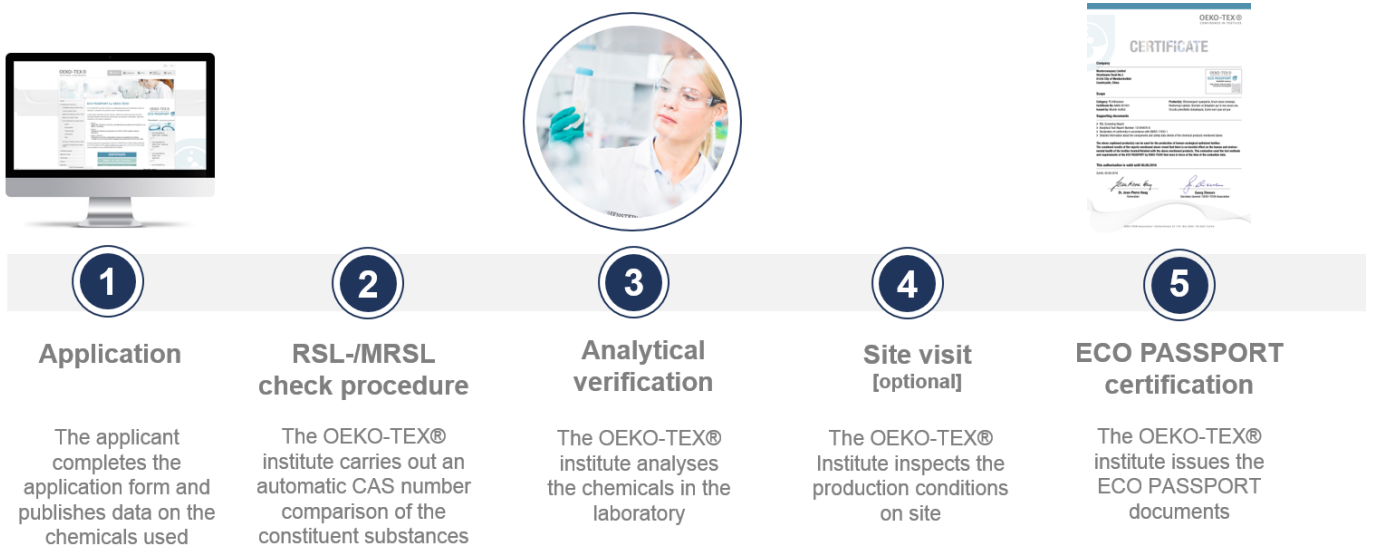 OEKO-TEX®
CERTIFICATE
Company
Scope
Supporting documents
1
2
3
4
5
Application
The applicant
completes the
application form and
publishes data on the
chemicals used
RSL-/MRSL
check procedure
The OEKO-TEX®
institute carries out an
automatic CAS number
comparison of the
constituent substances
Analytical
verification
The OEKO-TEX®
institute analyses
the chemicals in the
laboratory
Site visit
[optional]
The OEKO-TEX®
Institute inspects the
production conditions
on site
ECO PASSPORT
certification
The OEKO-TEX®
institute issues the
ECO PASSPORT
documents